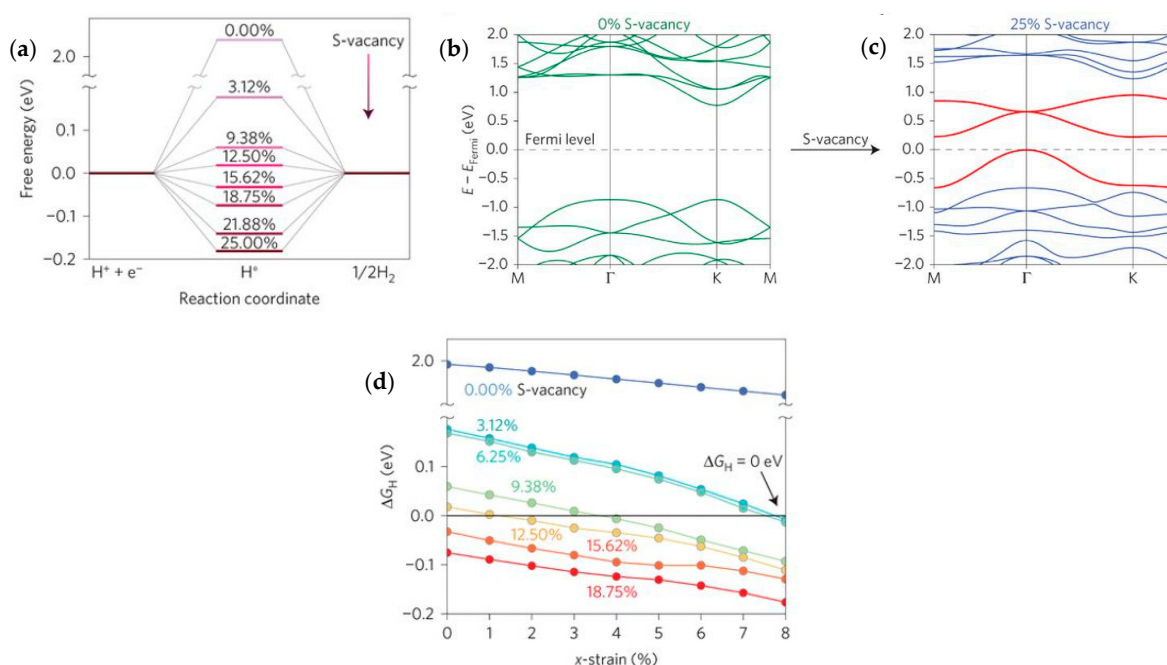 (a)
2.0
0.1
0.0
−0.1
−0.2
Free energy (eV)
0.00%
3.12%
9.38%
12.50%
15.62%
18.75%
21.88%
25.00%
S-vacancy
H⁺ + e⁻
H*
1/2H₂
Reaction coordinate
(b)
0% S-vacancy
2.0
1.5
1.0
0.5
0.0
−0.5
−1.0
−1.5
−2.0
E − E_Fermi (eV)
Fermi level
M
Γ
K
M
S-vacancy
(c)
25% S-vacancy
2.0
1.5
1.0
0.5
0.0
−0.5
−1.0
−1.5
−2.0
M
Γ
K
(d)
2.0
0.1
0.0
−0.1
−0.2
ΔG_H (eV)
0.00% S-vacancy
3.12%
6.25%
9.38%
12.50%
15.62%
18.75%
ΔG_H = 0 eV
0 1 2 3 4 5 6 7 8
x-strain (%)